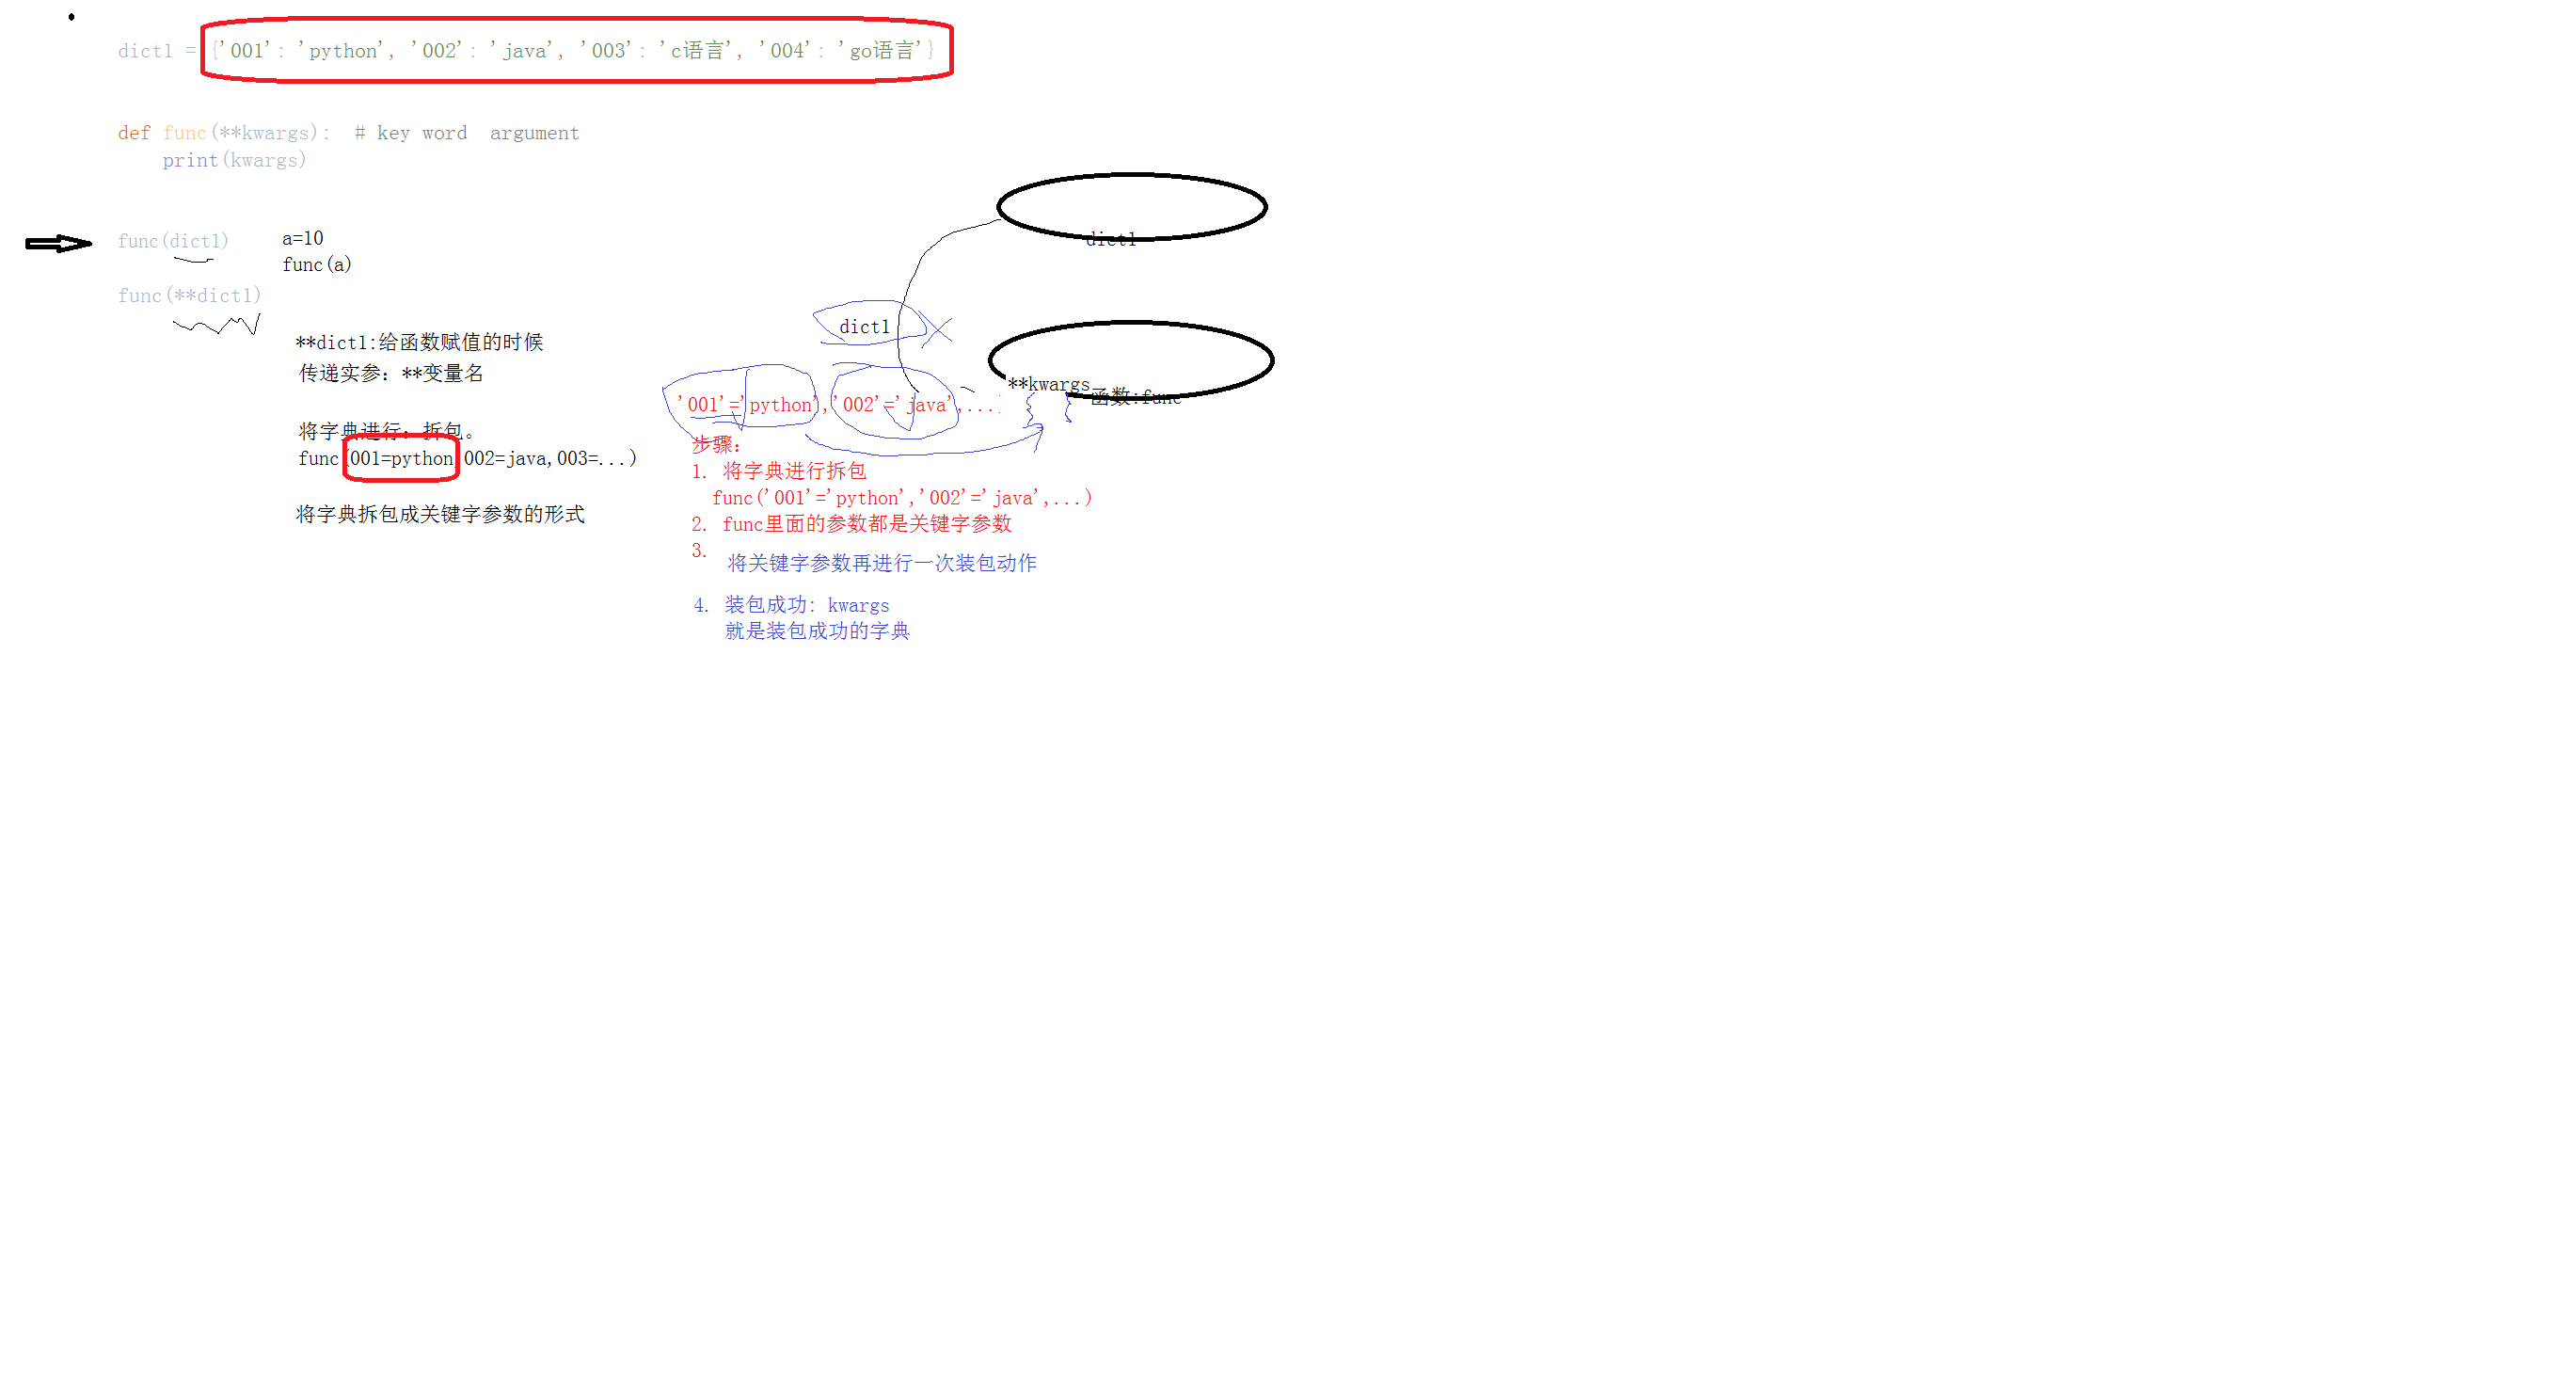 dict1 = {'001': 'python', '002': 'java', '003': 'c语言', '004': 'go语言'}
def func(**kwargs):  # key word  argument
    print(kwargs)
func(dict1)
a=10
func(a)
func(**dict1)
**dict1:给函数赋值的时候
传递实参：**变量名
将字典进行：拆包。
func(001=python,002=java,003=...)
将字典拆包成关键字参数的形式
dict1
dict1
**kwargs
函数:func
'001'='python','002'='java',...
步骤：
1. 将字典进行拆包
func('001'='python','002'='java',...)
2. func里面的参数都是关键字参数
3.
将关键字参数再进行一次装包动作
4. 装包成功: kwargs
就是装包成功的字典